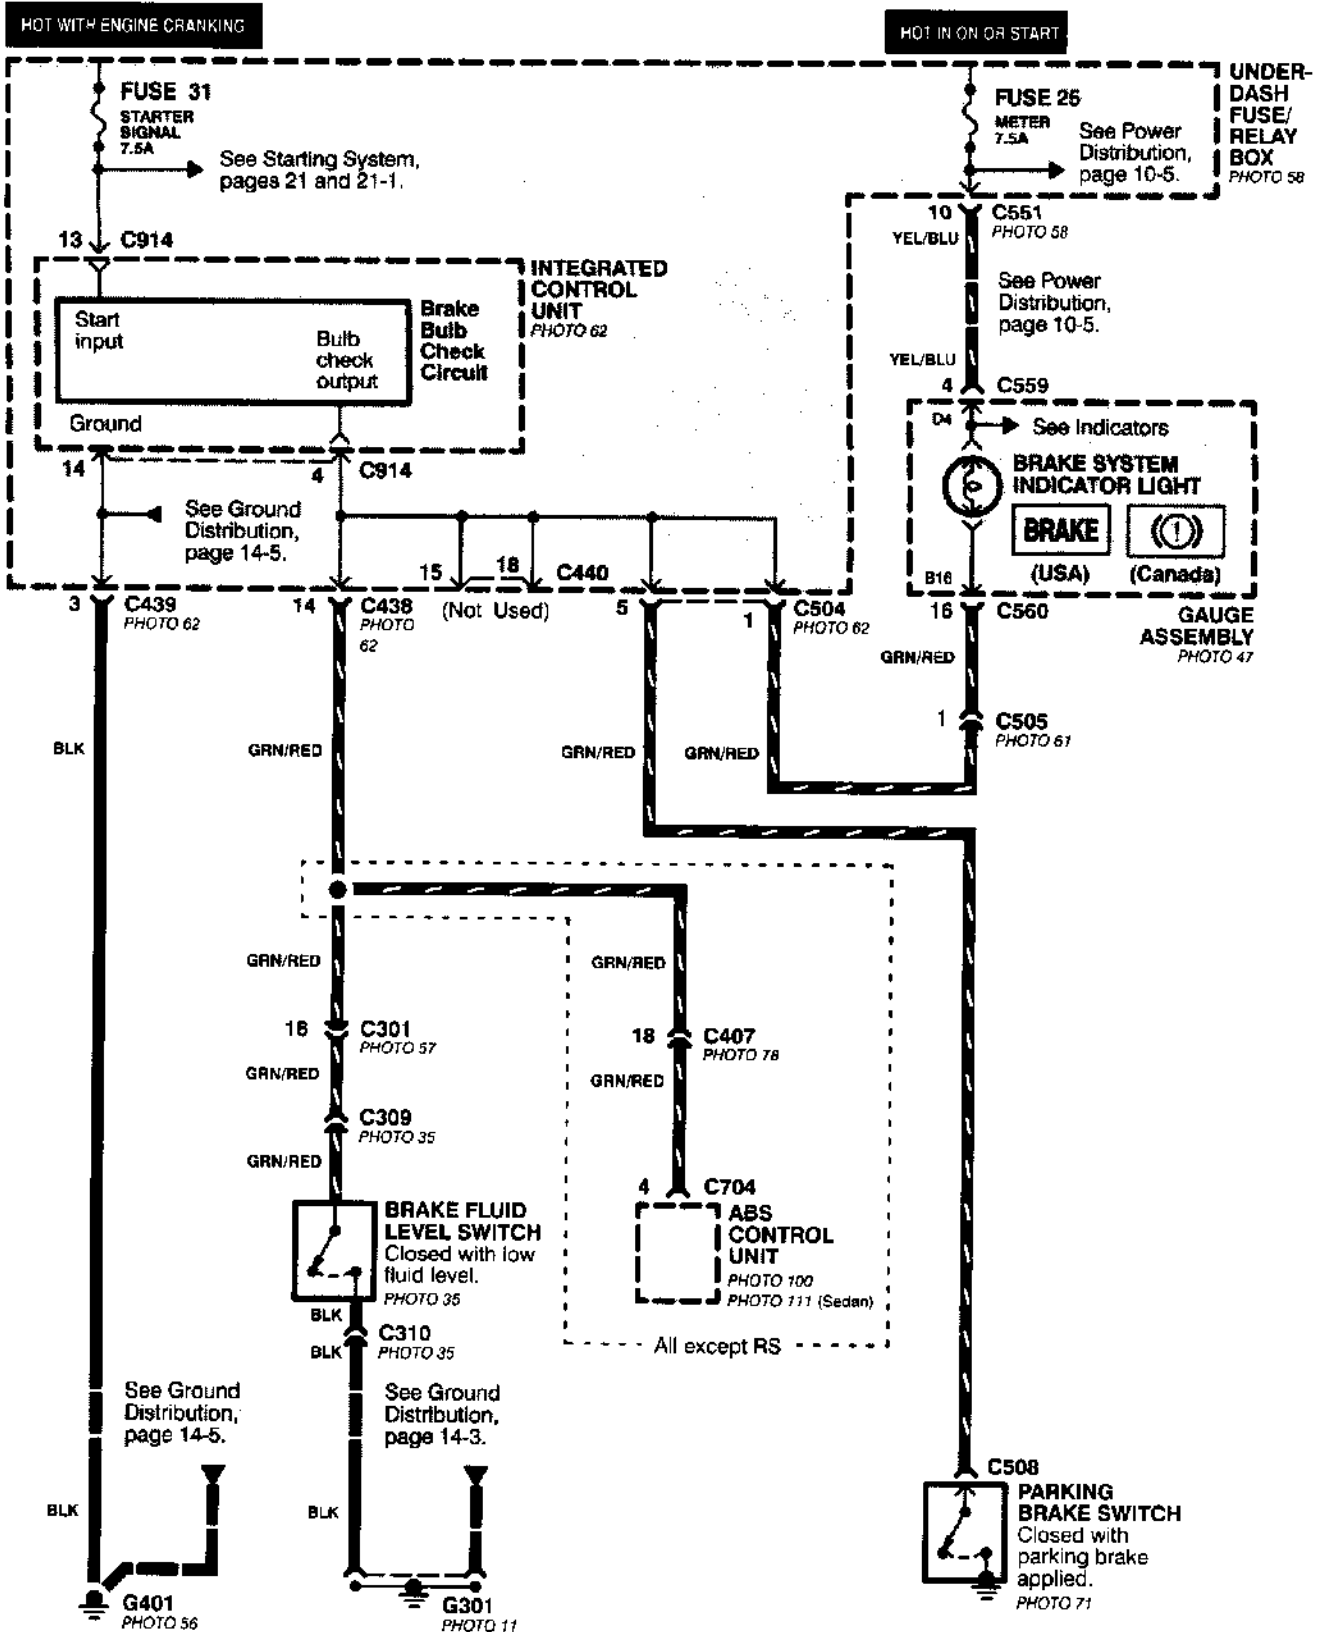 HOT WITH ENGINE CRANKING
HOT IN ON OR START
FUSE 31
STARTER
SIGNAL
7.5A
See Starting System,
pages 21 and 21-1.
FUSE 25
METER
7.5A
See Power
Distribution,
page 10-5.
UNDER-
DASH
FUSE/
RELAY
BOX
PHOTO 58
13 C914
10 C551
PHOTO 58
YEL/BLU
INTEGRATED
CONTROL
UNIT
PHOTO 62
Start
input
Bulb
check
output
Brake
Bulb
Check
Circuit
Ground
See Power
Distribution,
page 10-5.
YEL/BLU
4 C559
14
4 C914
D4
See Indicators
BRAKE SYSTEM
INDICATOR LIGHT
BRAKE
(USA)
(Canada)
See Ground
Distribution,
page 14-5.
15 18 C440
(Not Used)
B16
3 C439
PHOTO 62
14 C438
PHOTO
62
5
1 C504
PHOTO 62
16 C560
GAUGE
ASSEMBLY
PHOTO 47
GRN/RED
1 C505
PHOTO 61
BLK
GRN/RED
GRN/RED
GRN/RED
GRN/RED
GRN/RED
18 C301
PHOTO 57
18 C407
PHOTO 78
GRN/RED
GRN/RED
C309
PHOTO 35
GRN/RED
4 C704
BRAKE FLUID
LEVEL SWITCH
Closed with low
fluid level.
PHOTO 35
ABS
CONTROL
UNIT
PHOTO 100
PHOTO 111 (Sedan)
BLK
C310
PHOTO 35
BLK
All except RS
See Ground
Distribution,
page 14-5.
See Ground
Distribution,
page 14-3.
C508
PARKING
BRAKE SWITCH
Closed with
parking brake
applied.
PHOTO 71
BLK
BLK
G401
PHOTO 56
G301
PHOTO 11